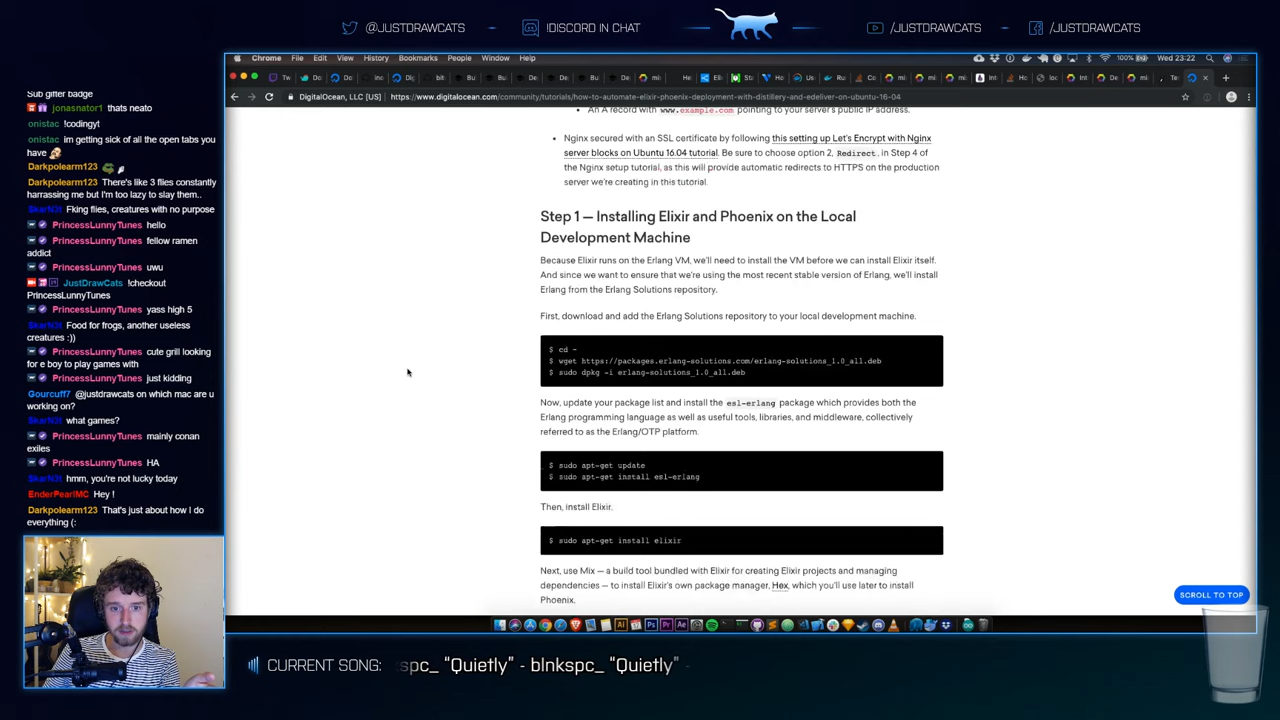 @JUSTDRAWCATS
!DISCORD IN CHAT
/JUSTDRAWCATS
/JUSTDRAWCATS
Chrome File Edit View History Bookmarks People Window Help
100% Wed 23:22
DigitalOcean, LLC [US] https://www.digitalocean.com/community/tutorials/how-to-automate-elixir-phoenix-deployment-with-distillery-and-edeliver-on-ubuntu-16-04
Sub gifter badge
jonasnator1 thats neato
onistac !codingyt
onistac im getting sick of all the open tabs you
have
Darkpolearm123
Darkpolearm123 There's like 3 flies constantly
harrassing me but I'm too lazy to slay them..
Fking flies, creatures with no purpose
PrincessLunnyTunes hello
PrincessLunnyTunes fellow ramen
addict
PrincessLunnyTunes uwu
JustDrawCats !checkout
PrincessLunnyTunes
PrincessLunnyTunes yass high 5
Food for frogs, another useless
creatures :))
PrincessLunnyTunes cute grill looking
for e boy to play games with
PrincessLunnyTunes just kidding
Gourcuff7 @justdrawcats on which mac are u
working on?
what games?
PrincessLunnyTunes mainly conan
exiles
PrincessLunnyTunes HA
hmm, you're not lucky today
EnderPearlMC Hey !
Darkpolearm123 That's just about how I do
everything (:
An A record with www.example.com pointing to your server's public IP address.
Nginx secured with an SSL certificate by following this setting up Let's Encrypt with Nginx
server blocks on Ubuntu 16.04 tutorial. Be sure to choose option 2, Redirect, in Step 4 of
the Nginx setup tutorial, as this will provide automatic redirects to HTTPS on the production
server we're creating in this tutorial.
Step 1 — Installing Elixir and Phoenix on the Local
Development Machine
Because Elixir runs on the Erlang VM, we'll need to install the VM before we can install Elixir itself.
And since we want to ensure that we're using the most recent stable version of Erlang, we'll install
Erlang from the Erlang Solutions repository.
First, download and add the Erlang Solutions repository to your local development machine.
$ cd ~
$ wget https://packages.erlang-solutions.com/erlang-solutions_1.0_all.deb
$ sudo dpkg -i erlang-solutions_1.0_all.deb
Now, update your package list and install the esl-erlang package which provides both the
Erlang programming language as well as useful tools, libraries, and middleware, collectively
referred to as the Erlang/OTP platform.
$ sudo apt-get update
$ sudo apt-get install esl-erlang
Then, install Elixir.
$ sudo apt-get install elixir
Next, use Mix — a build tool bundled with Elixir for creating Elixir projects and managing
dependencies — to install Elixir's own package manager, Hex, which you'll use later to install
Phoenix.
SCROLL TO TOP
CURRENT SONG: spc_ "Quietly" - blnkspc_ "Quietly" -